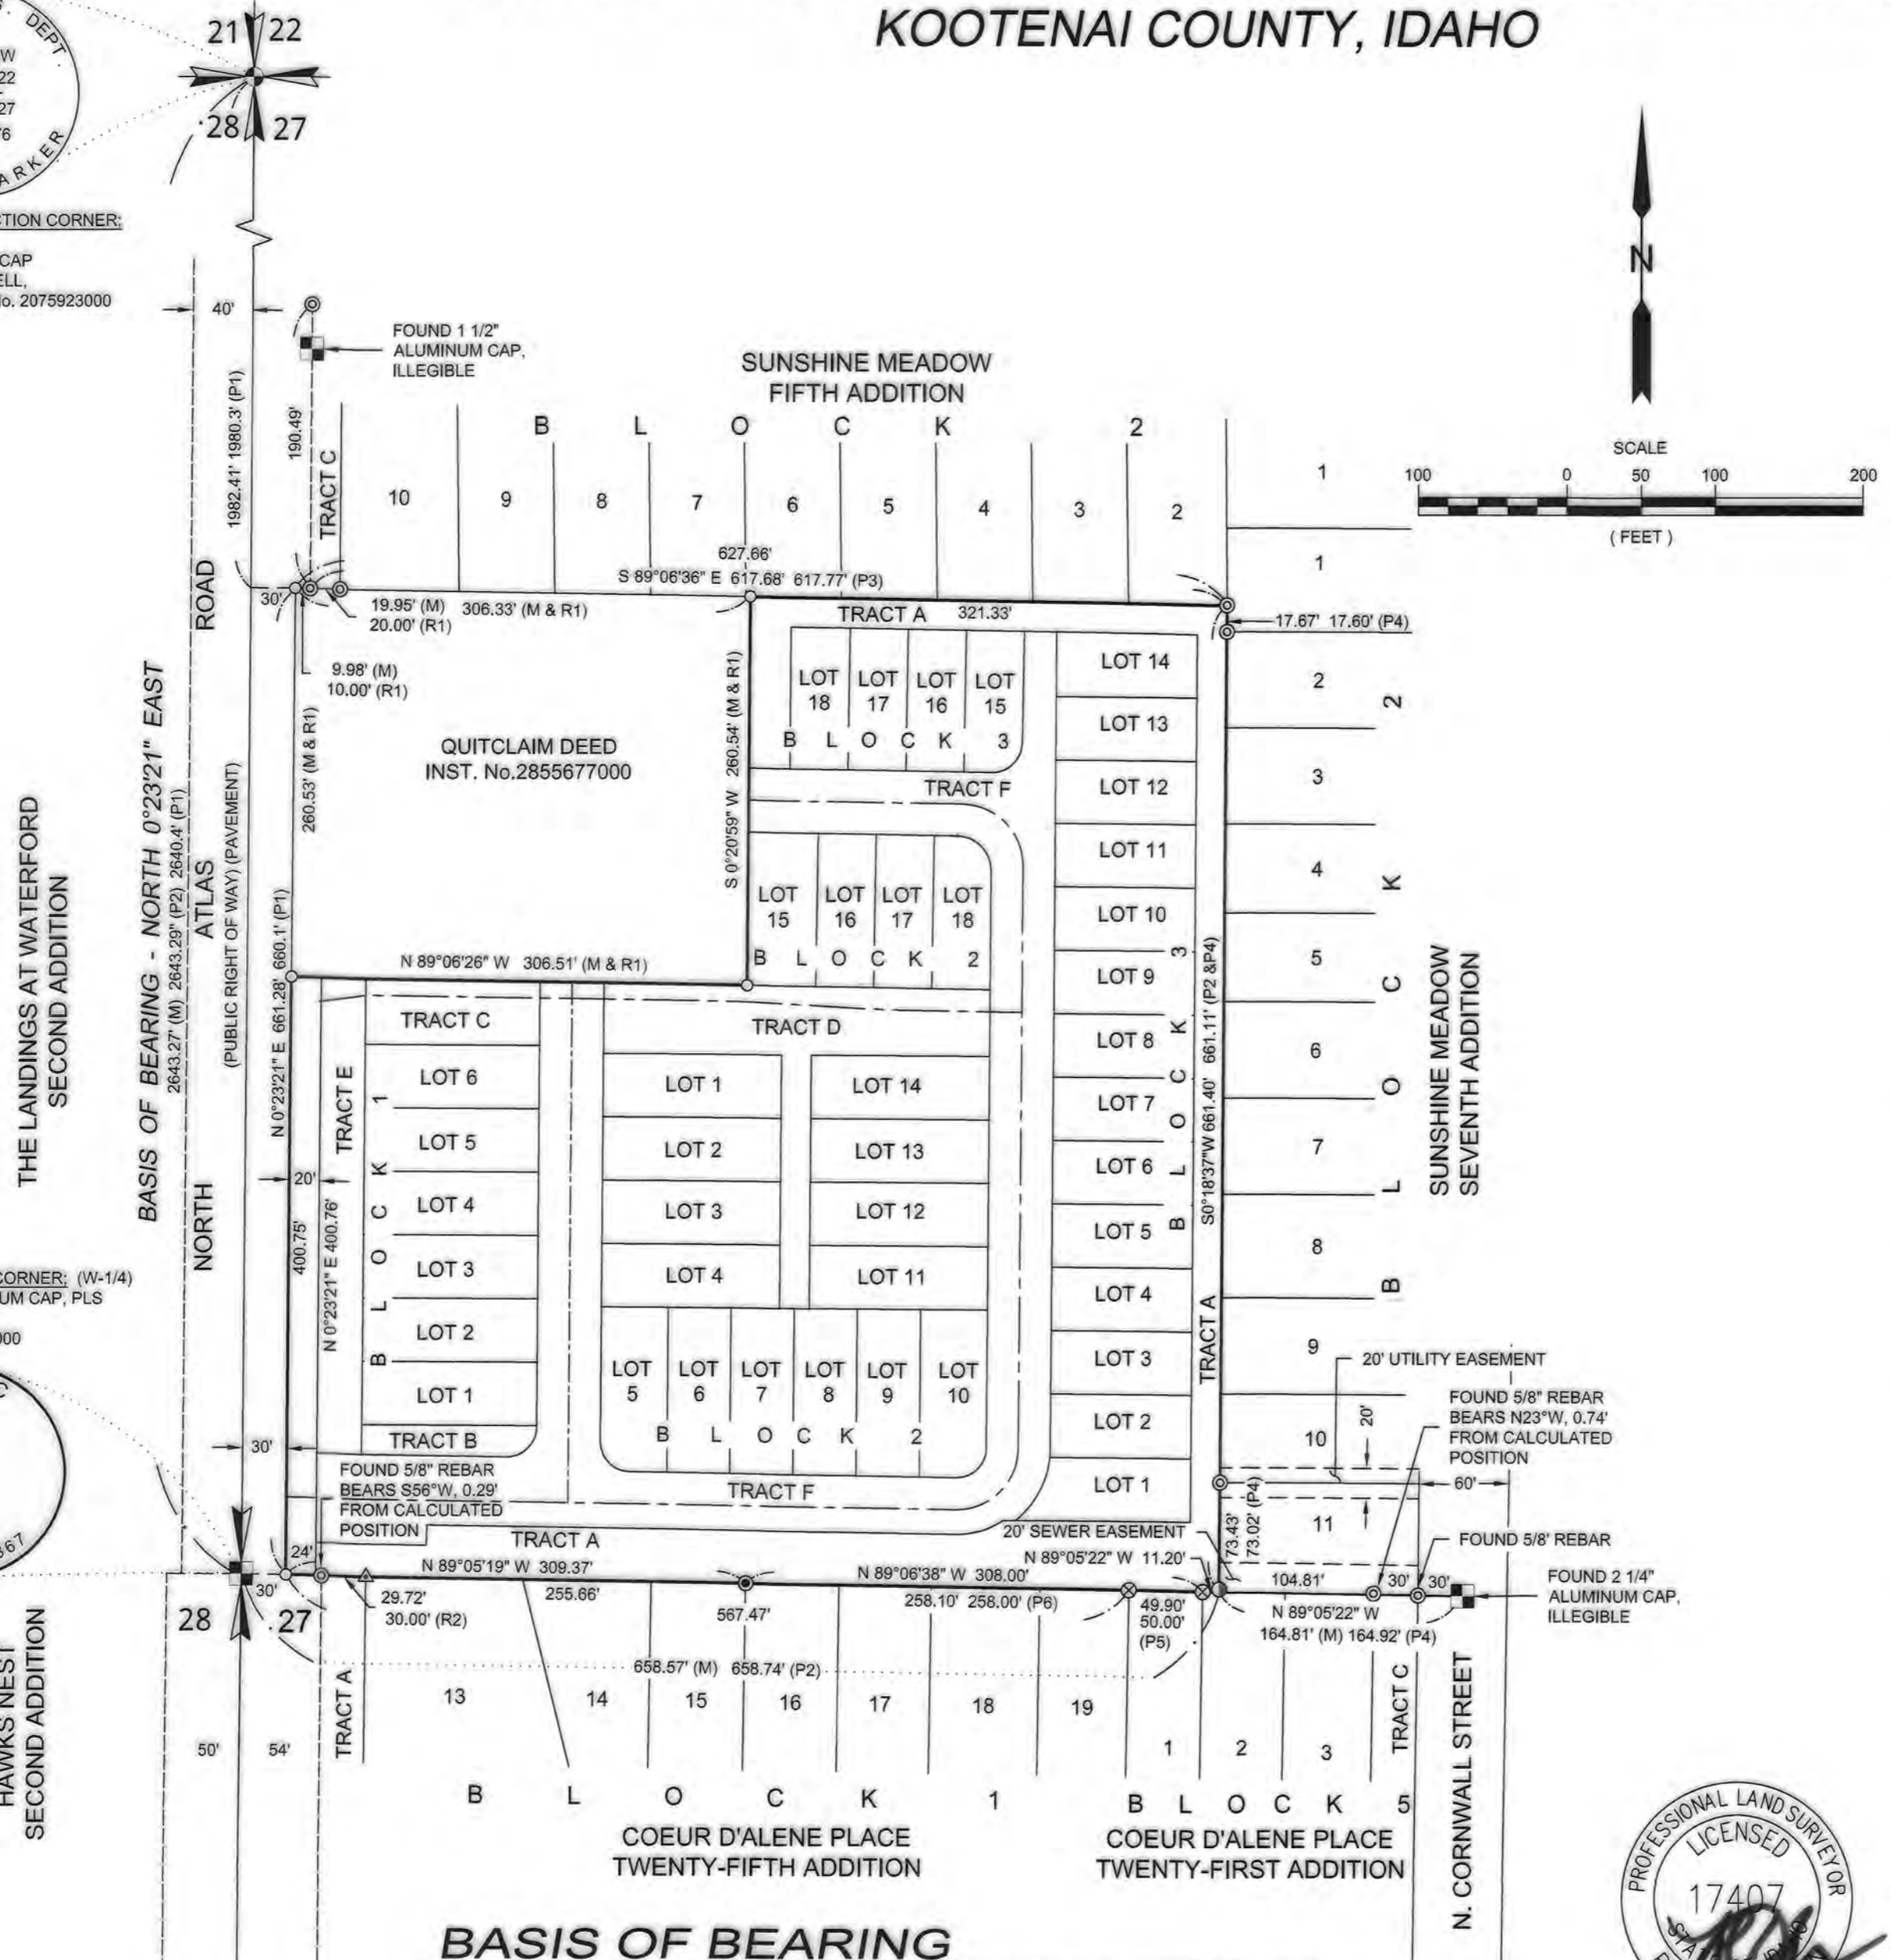 KOOTENAI COUNTY, IDAHO
DEPT.
W
22
27
76
ARKER
21 22
28 27
CTION CORNER:
CAP
ELL,
No. 2075923000
40'
FOUND 1 1/2"
ALUMINUM CAP,
ILLEGIBLE
N
SCALE
100 0 50 100 200
( FEET )
SUNSHINE MEADOW
FIFTH ADDITION
B L O C K 2
1982.41' 1980.3' (P1)
190.49'
TRACT C
10 9 8 7 6 5 4 3 2
1
1
627.66'
S 89°06'36" E 617.68' 617.77' (P3)
30'
19.95' (M)
20.00' (R1)
306.33' (M & R1)
9.98' (M)
10.00' (R1)
TRACT A 321.33'
17.67' 17.60' (P4)
260.53' (M & R1)
QUITCLAIM DEED
INST. No.2855677000
S 0°20'59" W 260.54' (M & R1)
LOT 18
LOT 17
LOT 16
LOT 15
B L O C K 3
TRACT F
LOT 15
LOT 16
LOT 17
LOT 18
B L O C K 2
N 89°06'26" W 306.51' (M & R1)
THE LANDINGS AT WATERFORD
SECOND ADDITION
BASIS OF BEARING - NORTH 0°23'21" EAST
2643.27' (M) 2643.29" (P2) 2640.4' (P1)
NORTH ATLAS ROAD
(PUBLIC RIGHT OF WAY) (PAVEMENT)
N 0°23'21" E 661.28' 660.1' (P1)
400.75'
20'
N 0°23'21" E 400.76'
TRACT E
TRACT C
LOT 6
LOT 5
LOT 4
LOT 3
LOT 2
LOT 1
B L O C K 1
TRACT B
TRACT D
LOT 1
LOT 2
LOT 3
LOT 4
LOT 14
LOT 13
LOT 12
LOT 11
LOT 5
LOT 6
LOT 7
LOT 8
LOT 9
LOT 10
B L O C K 2
TRACT F
LOT 14
LOT 13
LOT 12
LOT 11
LOT 10
LOT 9
LOT 8
LOT 7
LOT 6
LOT 5
LOT 4
LOT 3
LOT 2
LOT 1
B L O C K 3
S0°18'37"W 661.40' 661.11' (P2 &P4)
TRACT A
2
3
4
5
6
7
8
9
10
11
B L O C K 2
SUNSHINE MEADOW
SEVENTH ADDITION
20' UTILITY EASEMENT
20'
FOUND 5/8" REBAR
BEARS N23°W, 0.74'
FROM CALCULATED
POSITION
60'
FOUND 5/8' REBAR
FOUND 2 1/4"
ALUMINUM CAP,
ILLEGIBLE
73.43'
73.02' (P4)
20' SEWER EASEMENT
N 89°05'22" W 11.20'
104.81' 30' 30'
N 89°05'22" W
164.81' (M) 164.92' (P4)
CORNER: (W-1/4)
UM CAP, PLS
000
367
30'
FOUND 5/8" REBAR
BEARS S56°W, 0.29'
FROM CALCULATED
POSITION
TRACT A
24'
30'
N 89°05'19" W 309.37'
N 89°06'38" W 308.00'
29.72'
30.00' (R2)
255.66'
567.47'
258.10' 258.00' (P6)
49.90'
50.00'
(P5)
28 27
658.57' (M) 658.74' (P2)
HAWKS NEST
SECOND ADDITION
50' 54'
TRACT A
13 14 15 16 17 18 19
1 2 3
TRACT C
N. CORNWALL STREET
B L O C K 1
B L O C K 5
COEUR D'ALENE PLACE
TWENTY-FIFTH ADDITION
COEUR D'ALENE PLACE
TWENTY-FIRST ADDITION
PROFESSIONAL LAND SURVEYOR
LICENSED
17407
BASIS OF BEARING